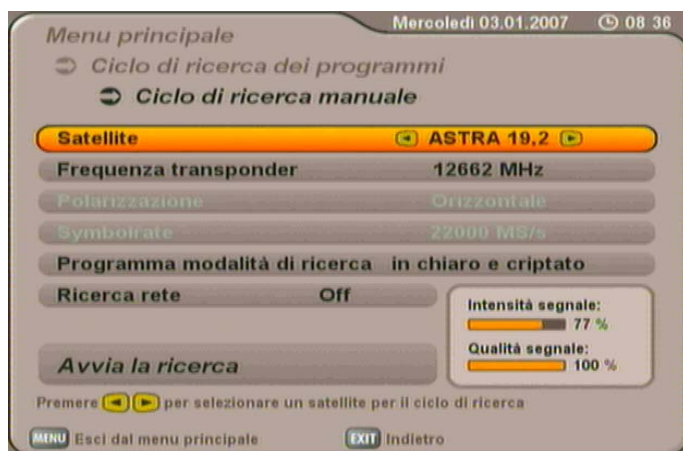 Mercoledì 03.01.2007 08 36
Menu principale
Ciclo di ricerca dei programmi
Ciclo di ricerca manuale
Satellite ASTRA 19,2
Frequenza transponder 12662 MHz
Polarizzazione Orizzontale
Symbolrate 22000 MS/s
Programma modalità di ricerca in chiaro e criptato
Ricerca rete Off
Intensità segnale:
77 %
Qualità segnale:
100 %
Avvia la ricerca
Premere per selezionare un satellite per il ciclo di ricerca
MENU Esci dal menu principale EXIT Indietro